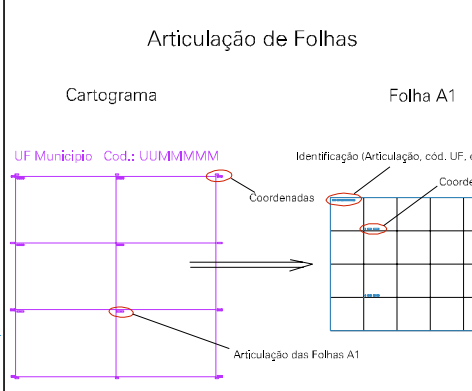 Articulação de Folhas
Cartograma
Folha A1
UF Município Cod.: UUMMMMM
Identificação (Articulação, cód. UF,
Coordenadas
Coorde
Articulação das Folhas A1